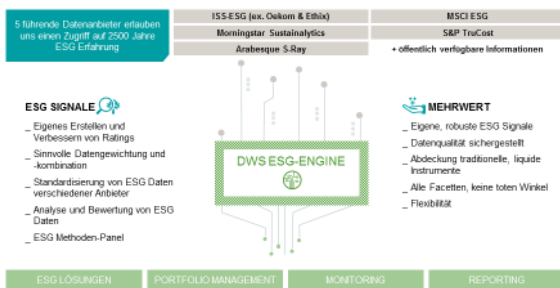 5 führende Datenanbieter erlauben
uns einen Zugriff auf 2500 Jahre
ESG Erfahrung
ISS-ESG (ex. Oekom & Ethix)
MSCI ESG
Morningstar Sustainalytics
S&P TruCost
Arabesque S-Ray
+ öffentlich verfügbare Informationen
ESG SIGNALE
_ Eigenes Erstellen und
Verbessern von Ratings
_ Sinnvolle Datengewichtung und
-kombination
_ Standardisierung von ESG Daten
verschiedener Anbieter
_ Analyse und Bewertung von ESG
Daten
_ ESG Methoden-Panel
DWS ESG-ENGINE
MEHRWERT
_ Eigene, robuste ESG Signale
_ Datenqualität sichergestellt
_ Abdeckung traditionelle, liquide
Instrumente
_ Alle Facetten, keine toten Winkel
_ Flexibilität
ESG LÖSUNGEN
PORTFOLIO MANAGEMENT
MONITORING
REPORTING